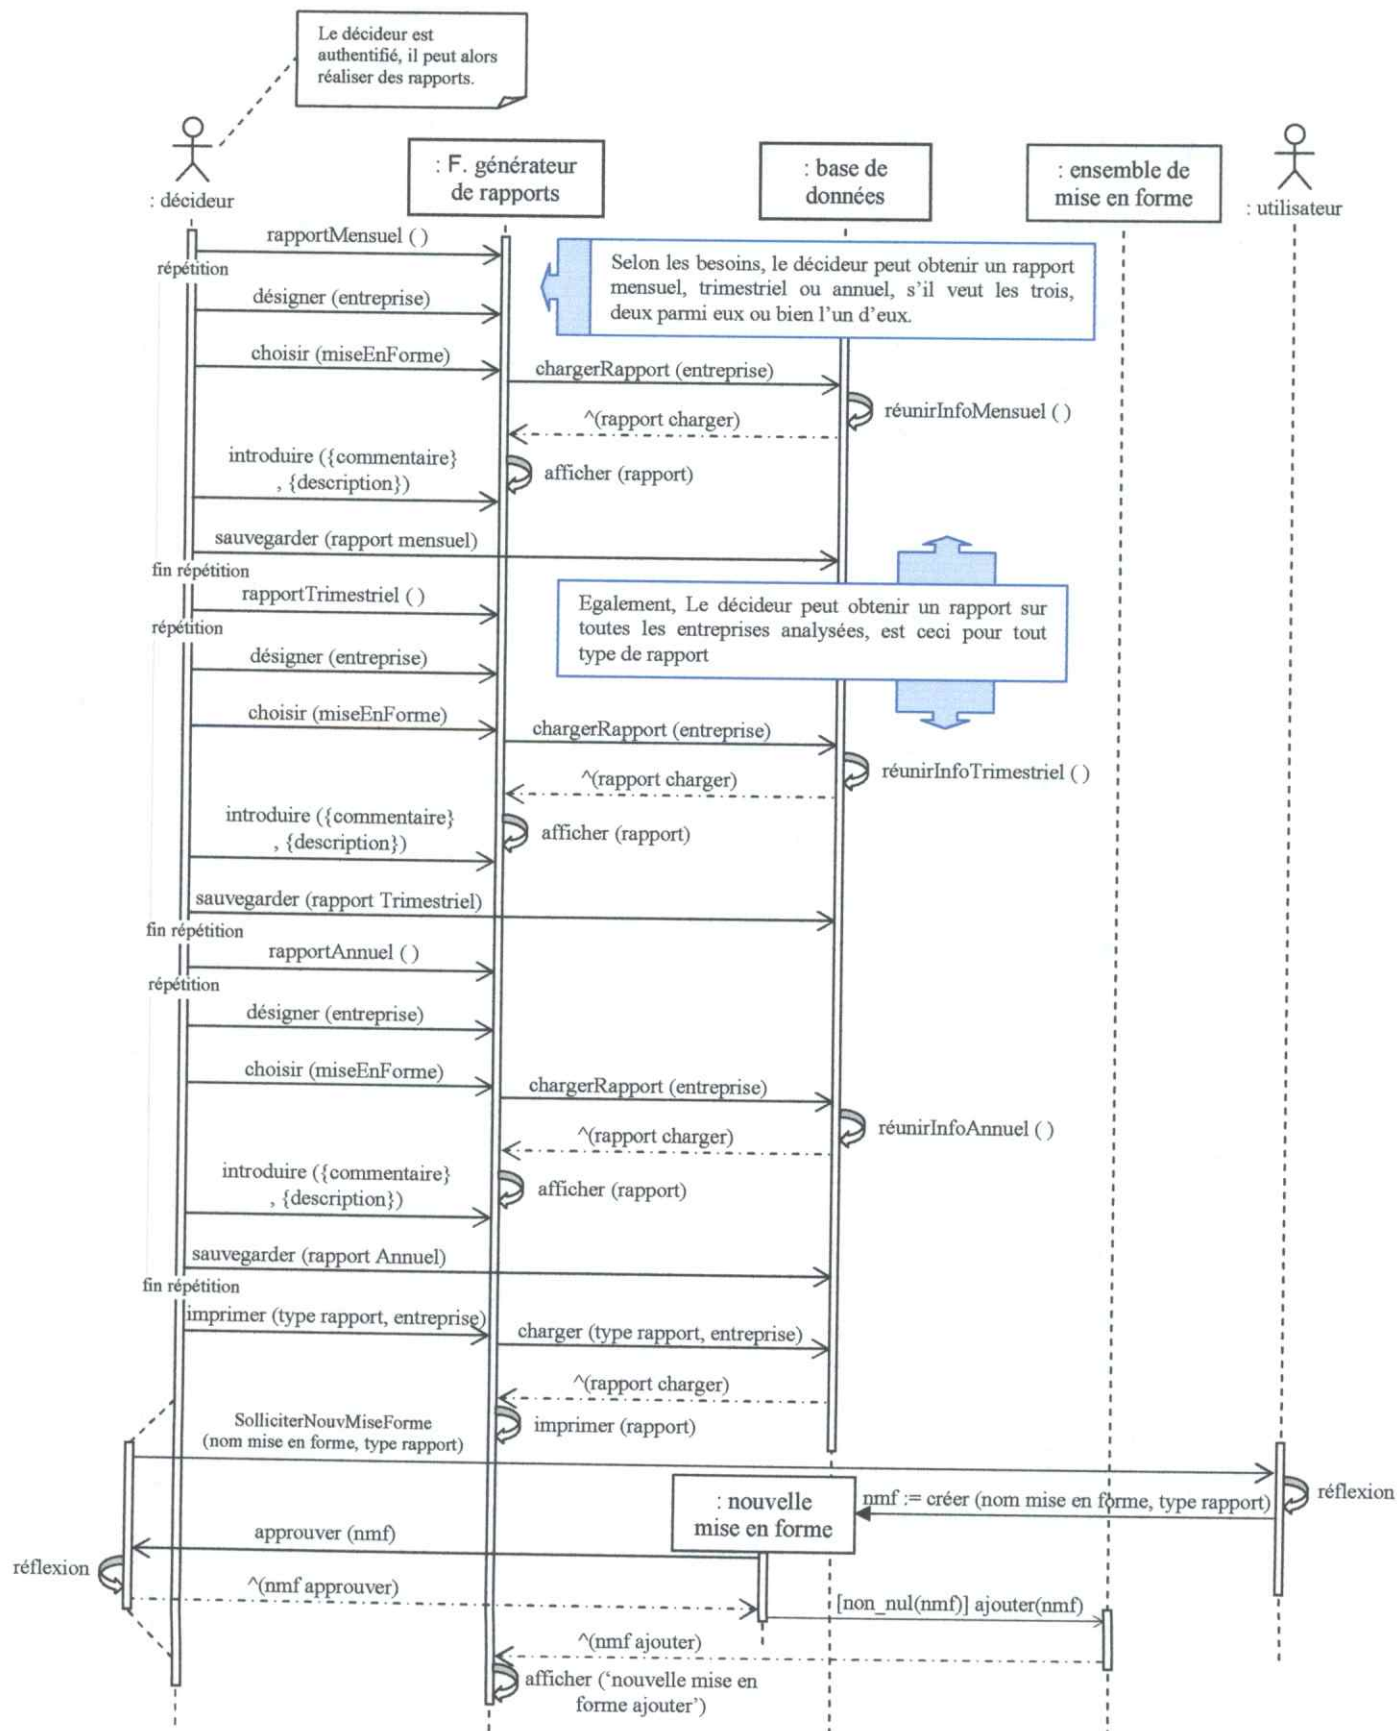 Le décideur est
authentifié, il peut alors
réaliser des rapports.
: décideur
: F. générateur
de rapports
: base de
données
: ensemble de
mise en forme
: utilisateur
rapportMensuel ( )
répétition
Selon les besoins, le décideur peut obtenir un rapport
mensuel, trimestriel ou annuel, s'il veut les trois,
deux parmi eux ou bien l'un d'eux.
désigner (entreprise)
choisir (miseEnForme)
chargerRapport (entreprise)
réunirInfoMensuel ( )
^(rapport charger)
introduire ({commentaire}
, {description})
afficher (rapport)
sauvegarder (rapport mensuel)
fin répétition
rapportTrimestriel ( )
Egalement, Le décideur peut obtenir un rapport sur
toutes les entreprises analysées, est ceci pour tout
type de rapport
répétition
désigner (entreprise)
choisir (miseEnForme)
chargerRapport (entreprise)
réunirInfoTrimestriel ( )
^(rapport charger)
introduire ({commentaire}
, {description})
afficher (rapport)
sauvegarder (rapport Trimestriel)
fin répétition
rapportAnnuel ( )
répétition
désigner (entreprise)
choisir (miseEnForme)
chargerRapport (entreprise)
réunirInfoAnnuel ( )
^(rapport charger)
introduire ({commentaire}
, {description})
afficher (rapport)
sauvegarder (rapport Annuel)
fin répétition
imprimer (type rapport, entreprise)
charger (type rapport, entreprise)
^(rapport charger)
imprimer (rapport)
SolliciterNouvMiseForme
(nom mise en forme, type rapport)
réflexion
: nouvelle
mise en forme
nmf := créer (nom mise en forme, type rapport)
approuver (nmf)
réflexion
^(nmf approuver)
[non_nul(nmf)] ajouter(nmf)
^(nmf ajouter)
afficher (‘nouvelle mise en
forme ajouter’)